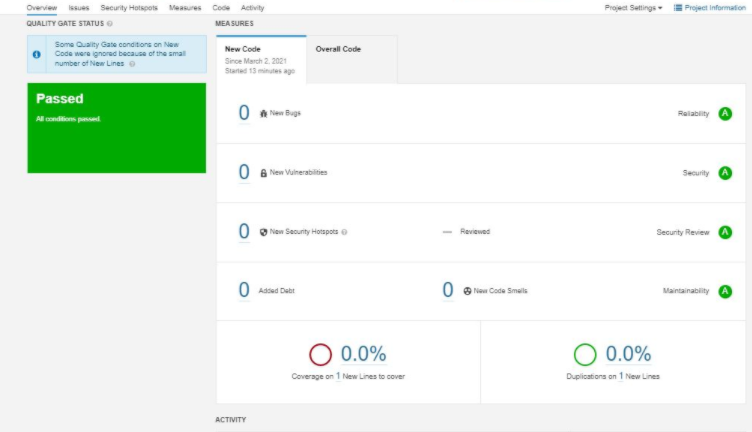 Overview Issues Security Hotspots Measures Code Activity Project Settings Project Information
QUALITY GATE STATUS
MEASURES
Some Quality Gate conditions on New
Code were ignored because of the small
number of New Lines
New Code
Since March 2, 2021
Started 13 minutes ago
Overall Code
Passed
All conditions passed.
0 New Bugs
Reliability A
0 New Vulnerabilities
Security A
0 New Security Hotspots
— Reviewed
Security Review A
0 Added Debt
0 New Code Smells
Maintainability A
0.0%
Coverage on 1 New Lines to cover
0.0%
Duplications on 1 New Lines
ACTIVITY